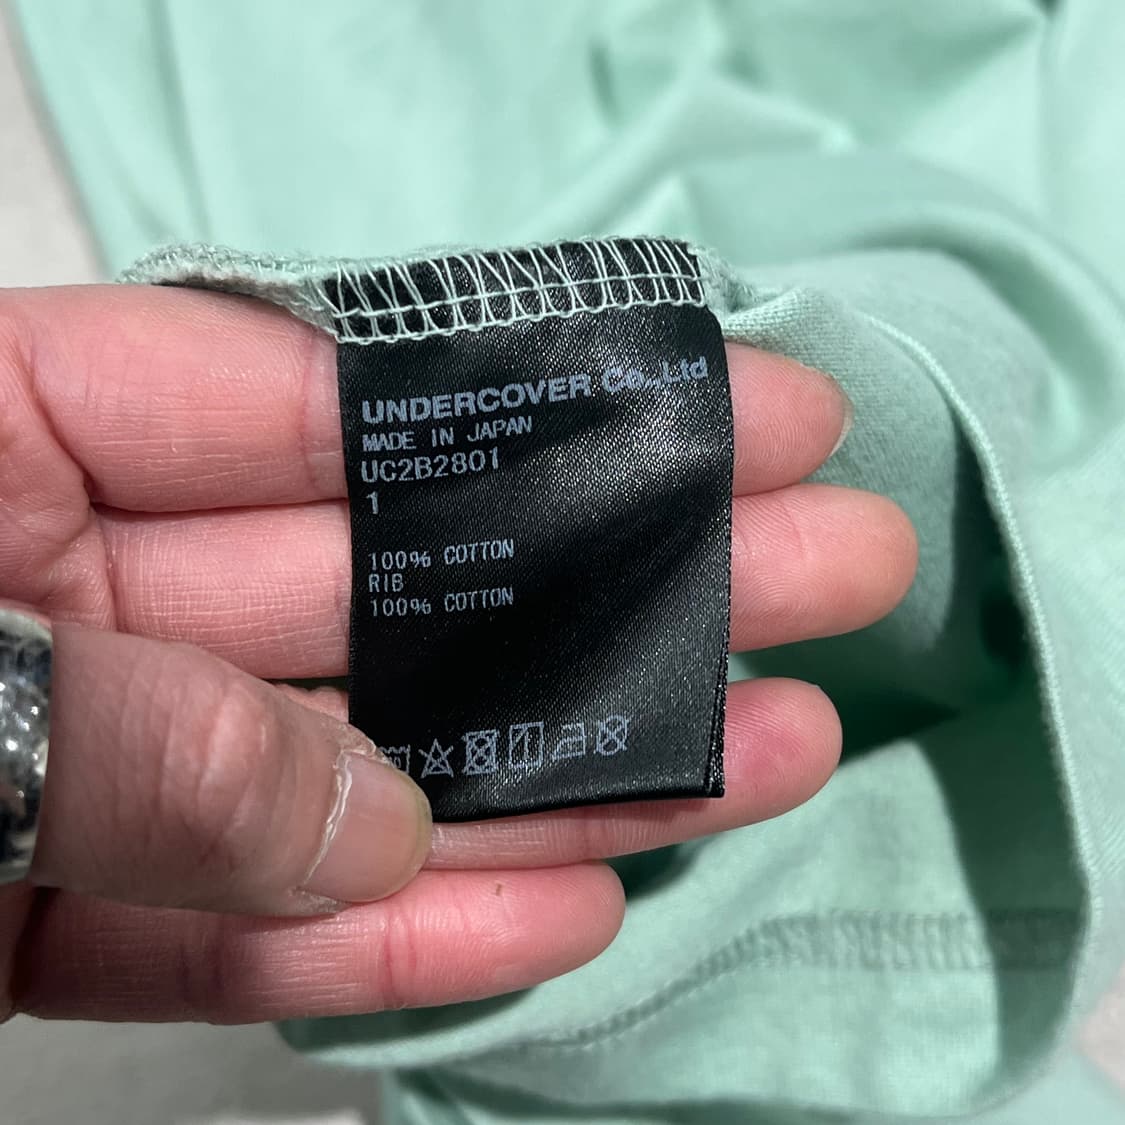 UNDERCOVER Co.,Ltd
MADE IN JAPAN
UC2B2801
1
100% COTTON
RIB
100% COTTON